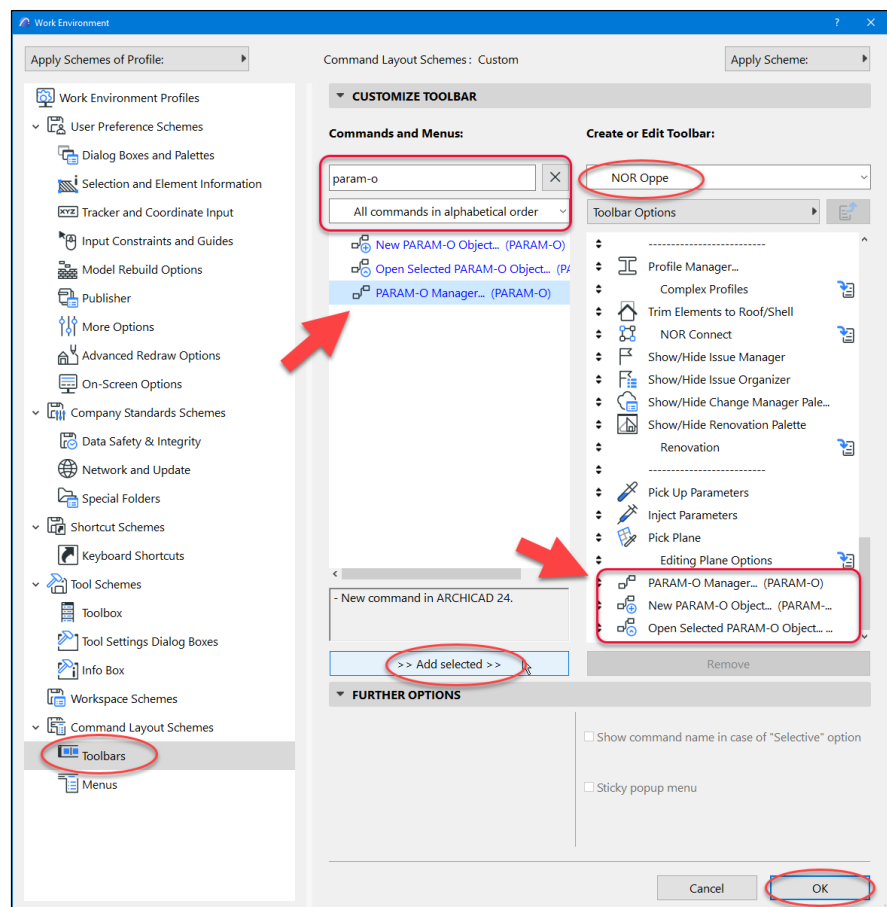 Work Environment
?
Apply Schemes of Profile:
Command Layout Schemes : Custom
Apply Scheme:
Work Environment Profiles
User Preference Schemes
Dialog Boxes and Palettes
Selection and Element Information
XYZ Tracker and Coordinate Input
Input Constraints and Guides
Model Rebuild Options
Publisher
More Options
Advanced Redraw Options
On-Screen Options
Company Standards Schemes
Data Safety & Integrity
Network and Update
Special Folders
Shortcut Schemes
Keyboard Shortcuts
Tool Schemes
Toolbox
Tool Settings Dialog Boxes
Info Box
Workspace Schemes
Command Layout Schemes
Toolbars
Menus
CUSTOMIZE TOOLBAR
Commands and Menus:
param-o
All commands in alphabetical order
New PARAM-O Object... (PARAM-O)
Open Selected PARAM-O Object... (PA
PARAM-O Manager... (PARAM-O)
- New command in ARCHICAD 24.
>> Add selected >>
Create or Edit Toolbar:
NOR Oppe
Toolbar Options
-------------------------
Profile Manager...
Complex Profiles
Trim Elements to Roof/Shell
NOR Connect
Show/Hide Issue Manager
Show/Hide Issue Organizer
Show/Hide Change Manager Pale...
Show/Hide Renovation Palette
Renovation
-------------------------
Pick Up Parameters
Inject Parameters
Pick Plane
Editing Plane Options
PARAM-O Manager... (PARAM-O)
New PARAM-O Object... (PARAM-...
Open Selected PARAM-O Object... ...
Remove
FURTHER OPTIONS
Show command name in case of "Selective" option
Sticky popup menu
Cancel
OK